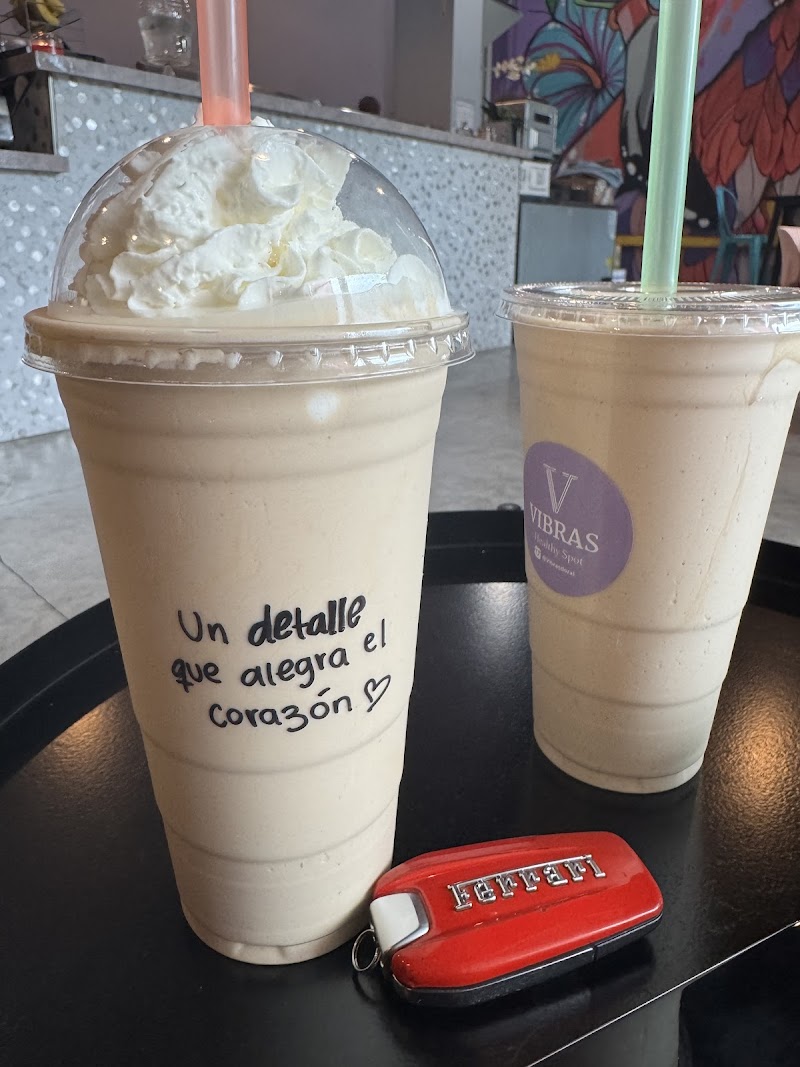 Un detalle
que alegra el
corazón
V
VIBRAS
Healthy Spot
Ferrari